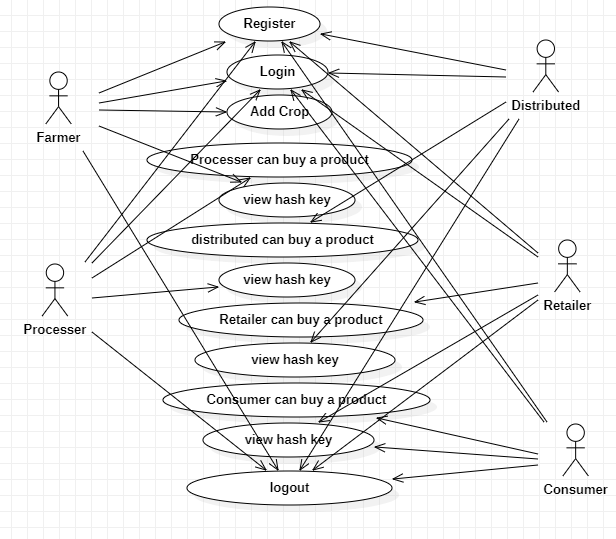 Register
Login
Distributed
Add Crop
Farmer
Processer can buy a product
view hash key
distributed can buy a product
view hash key
Retailer
Retailer can buy a product
Processer
view hash key
Consumer can buy a product
view hash key
logout
Consumer